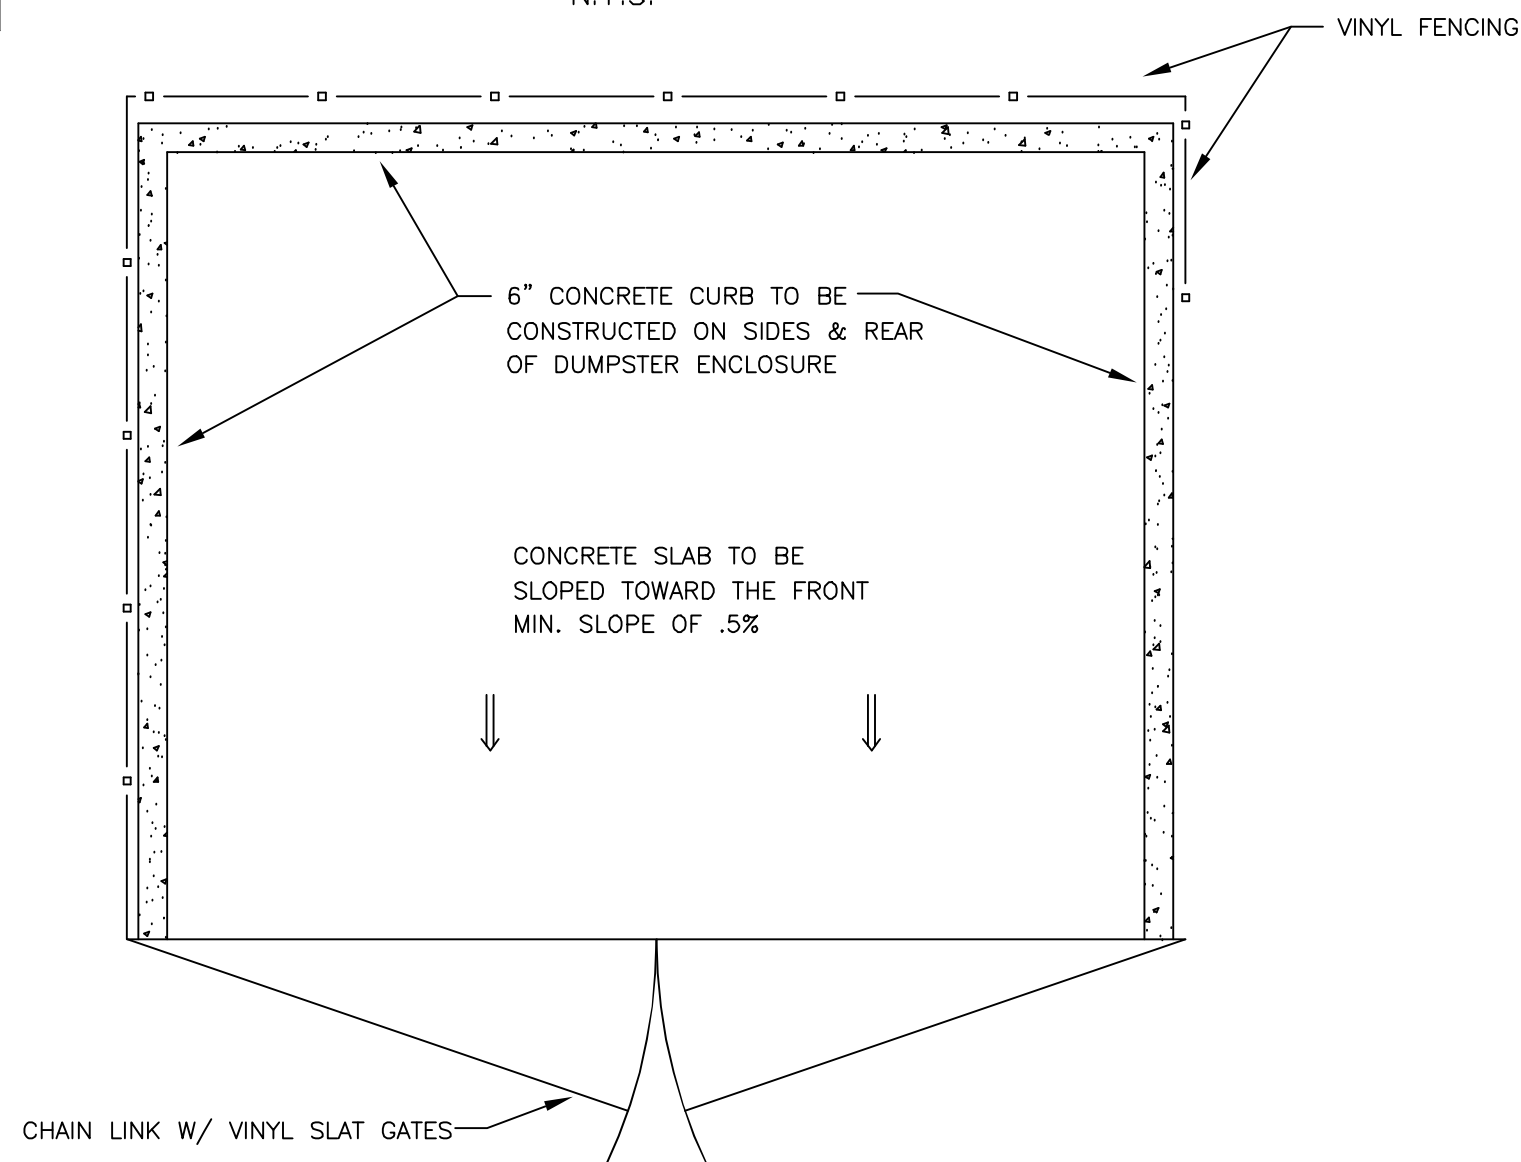 N.T.S.
VINYL FENCING
6" CONCRETE CURB TO BE
CONSTRUCTED ON SIDES & REAR
OF DUMPSTER ENCLOSURE
CONCRETE SLAB TO BE
SLOPED TOWARD THE FRONT
MIN. SLOPE OF .5%
CHAIN LINK W/ VINYL SLAT GATES